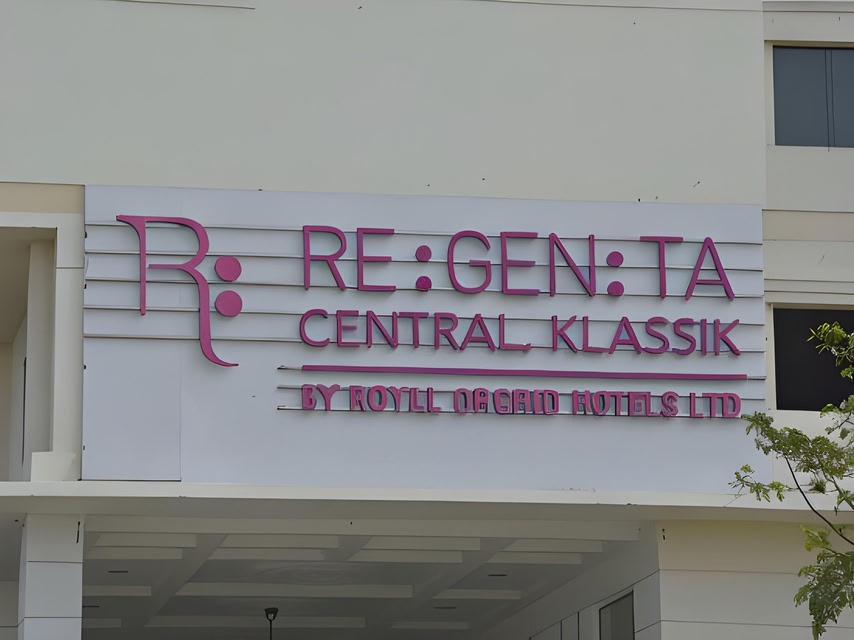 R:
RE:GEN:TA
CENTRAL KLASSIK
BY HOTELS LTD